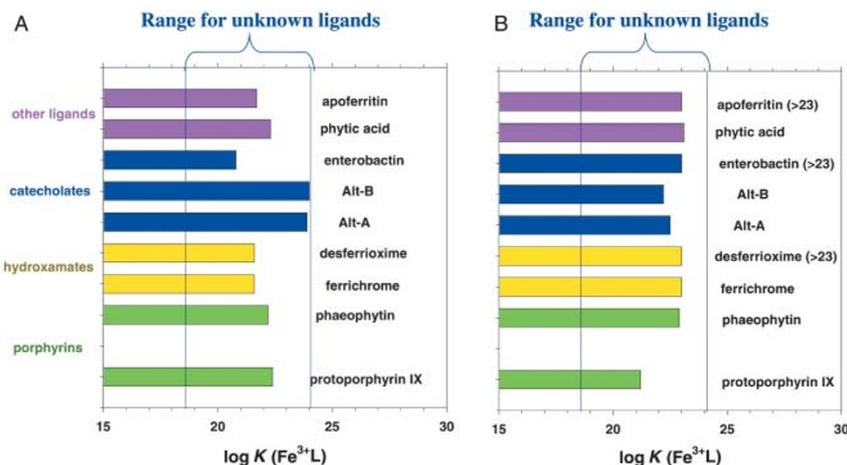 A
Range for unknown ligands
other ligands
catecholates
hydroxamates
porphyrins
apoferritin
phytic acid
enterobactin
Alt-B
Alt-A
desferrioxime
ferrichrome
phaeophytin
protoporphyrin IX
15 20 25 30
log K (Fe³⁺L)
B
Range for unknown ligands
apoferritin (>23)
phytic acid
enterobactin (>23)
Alt-B
Alt-A
desferrioxime (>23)
ferrichrome
phaeophytin
protoporphyrin IX
15 20 25 30
log K (Fe³⁺L)